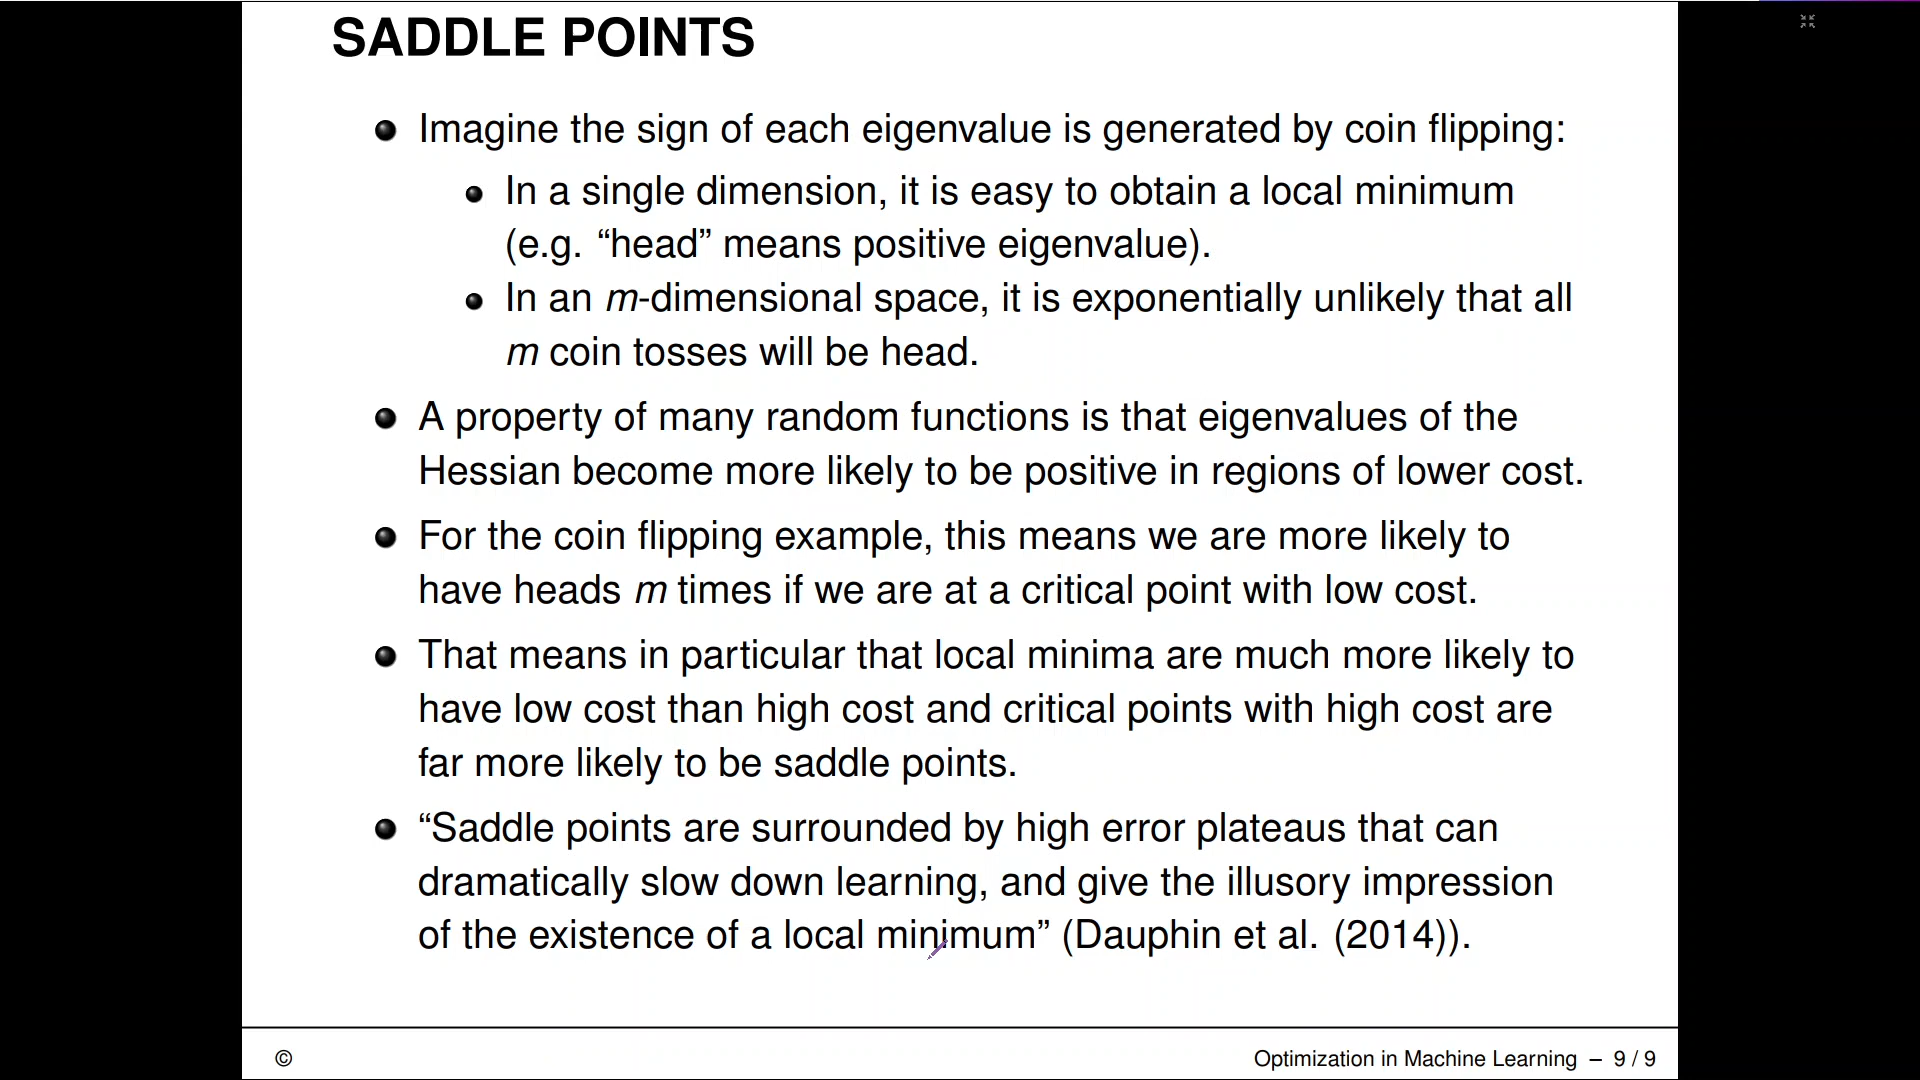 SADDLE POINTS
Imagine the sign of each eigenvalue is generated by coin flipping:
In a single dimension, it is easy to obtain a local minimum
(e.g. “head” means positive eigenvalue).
In an m-dimensional space, it is exponentially unlikely that all
m coin tosses will be head.
A property of many random functions is that eigenvalues of the
Hessian become more likely to be positive in regions of lower cost.
For the coin flipping example, this means we are more likely to
have heads m times if we are at a critical point with low cost.
That means in particular that local minima are much more likely to
have low cost than high cost and critical points with high cost are
far more likely to be saddle points.
“Saddle points are surrounded by high error plateaus that can
dramatically slow down learning, and give the illusory impression
of the existence of a local minimum” (Dauphin et al. (2014)).
© Optimization in Machine Learning – 9 / 9